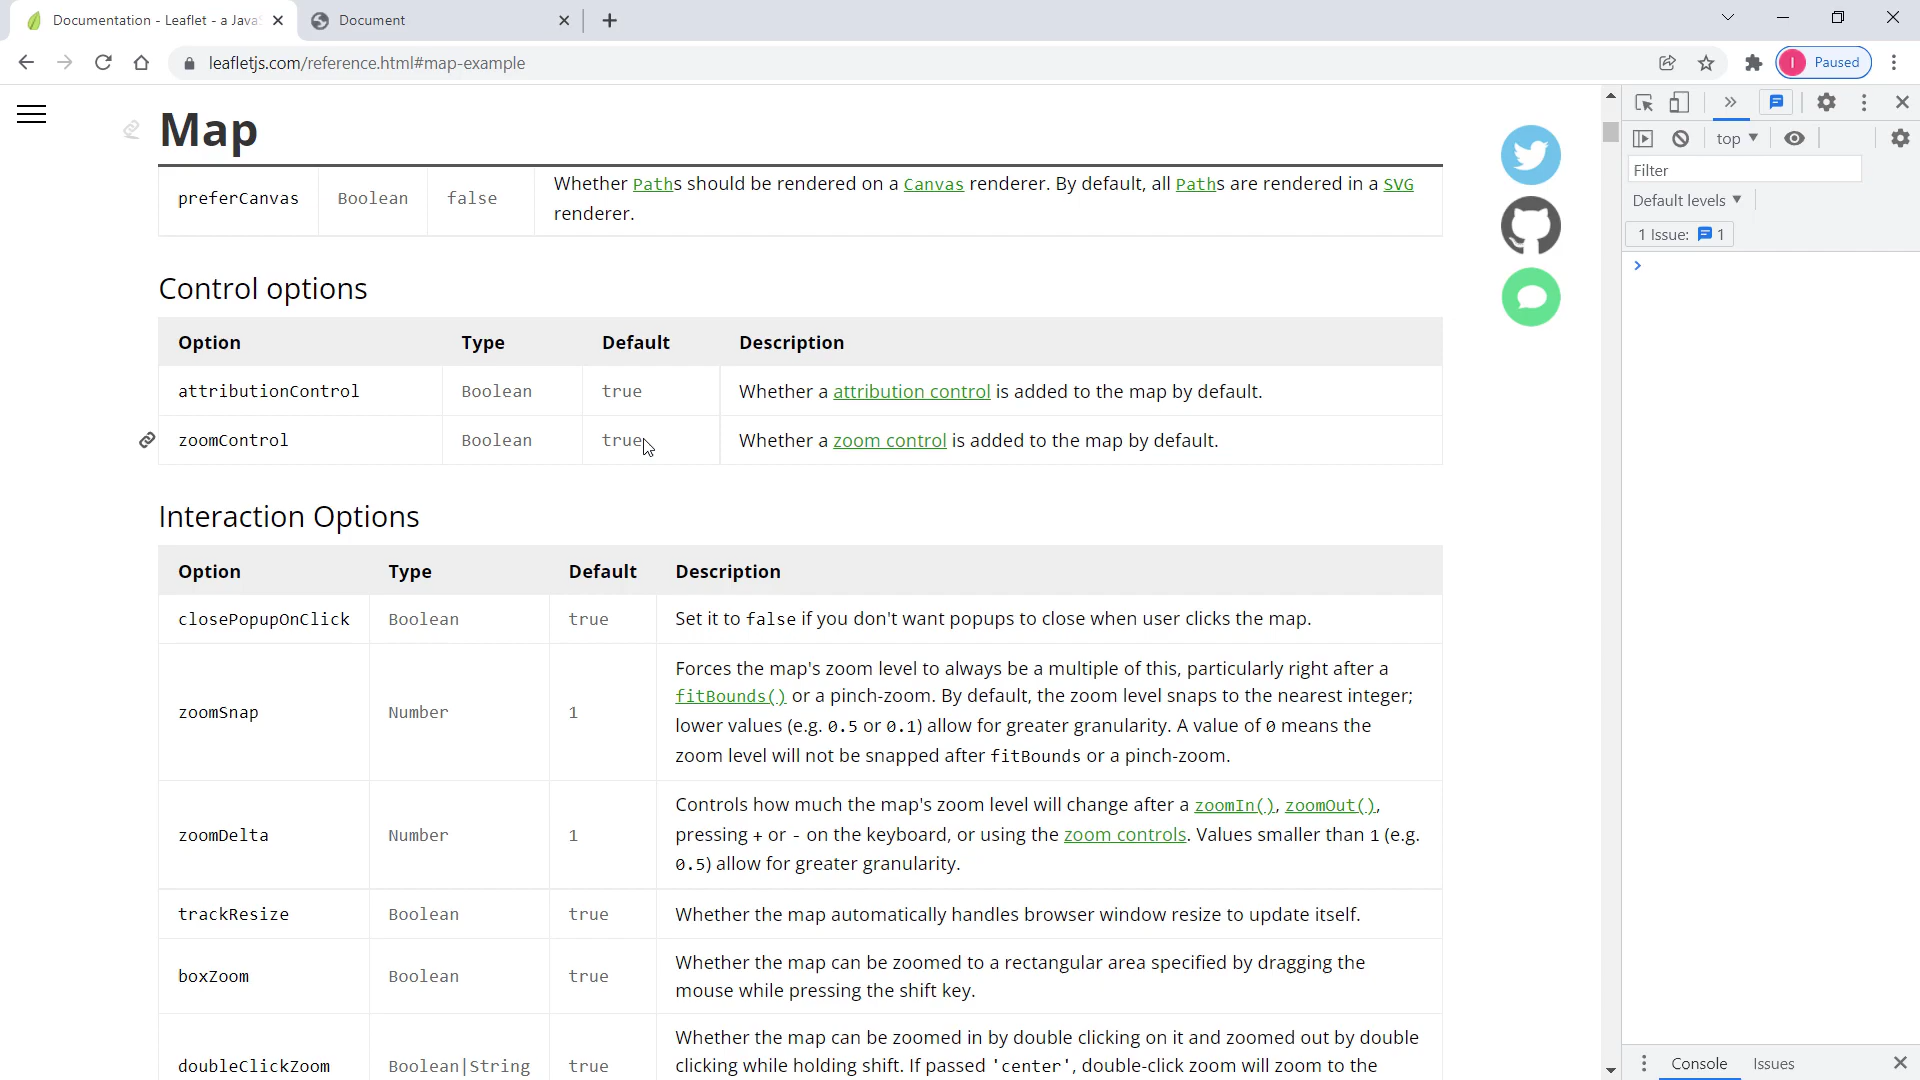 Documentation - Leaflet - a JavaS
Document
leafletjs.com/reference.html#map-example
I
Paused
Map
preferCanvas
Boolean
false
Whether Paths should be rendered on a Canvas renderer. By default, all Paths are rendered in a SVG
renderer.
Control options
Option
Type
Default
Description
attributionControl
Boolean
true
Whether a attribution control is added to the map by default.
zoomControl
Boolean
true
Whether a zoom control is added to the map by default.
Interaction Options
Option
Type
Default
Description
closePopupOnClick
Boolean
true
Set it to false if you don't want popups to close when user clicks the map.
zoomSnap
Number
1
Forces the map's zoom level to always be a multiple of this, particularly right after a
fitBounds() or a pinch-zoom. By default, the zoom level snaps to the nearest integer;
lower values (e.g. 0.5 or 0.1) allow for greater granularity. A value of 0 means the
zoom level will not be snapped after fitBounds or a pinch-zoom.
zoomDelta
Number
1
Controls how much the map's zoom level will change after a zoomIn(), zoomOut(),
pressing + or - on the keyboard, or using the zoom controls. Values smaller than 1 (e.g.
0.5) allow for greater granularity.
trackResize
Boolean
true
Whether the map automatically handles browser window resize to update itself.
boxZoom
Boolean
true
Whether the map can be zoomed to a rectangular area specified by dragging the
mouse while pressing the shift key.
doubleClickZoom
Boolean|String
true
Whether the map can be zoomed in by double clicking on it and zoomed out by double
clicking while holding shift. If passed 'center', double-click zoom will zoom to the
top
Filter
Default levels
1 Issue: 1
Console
Issues